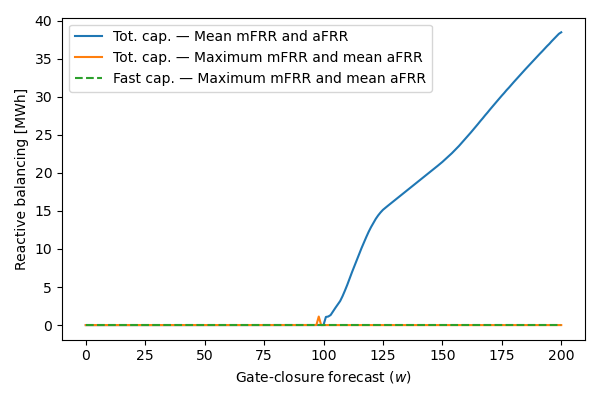 Tot. cap. — Mean mFRR and aFRR
Tot. cap. — Maximum mFRR and mean aFRR
Fast cap. — Maximum mFRR and mean aFRR
Reactive balancing [MWh]
40
35
30
25
20
15
10
5
0
0 25 50 75 100 125 150 175 200
Gate-closure forecast (w)